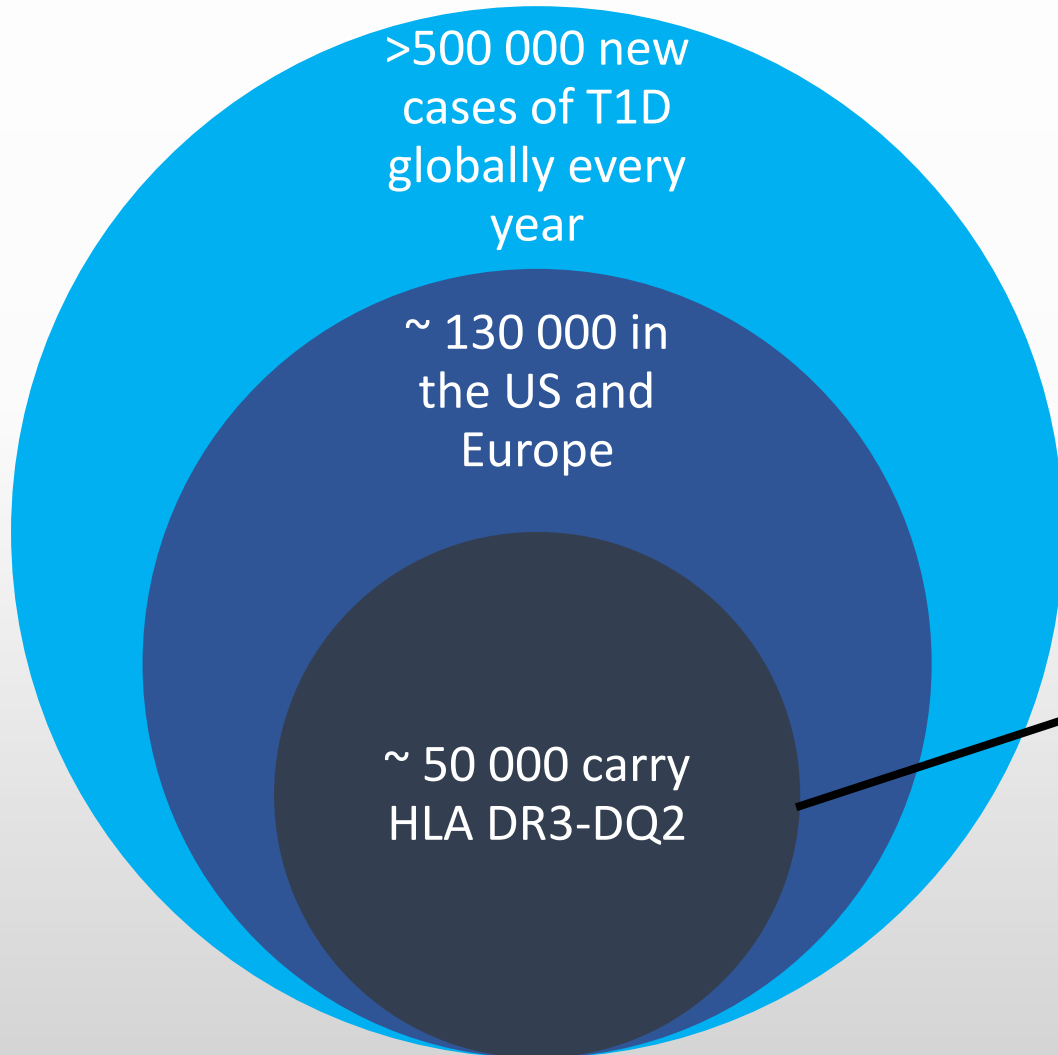 >500 000 new
cases of T1D
globally every
year
~ 130 000 in
the US and
Europe
~ 50 000 carry
HLA DR3-DQ2